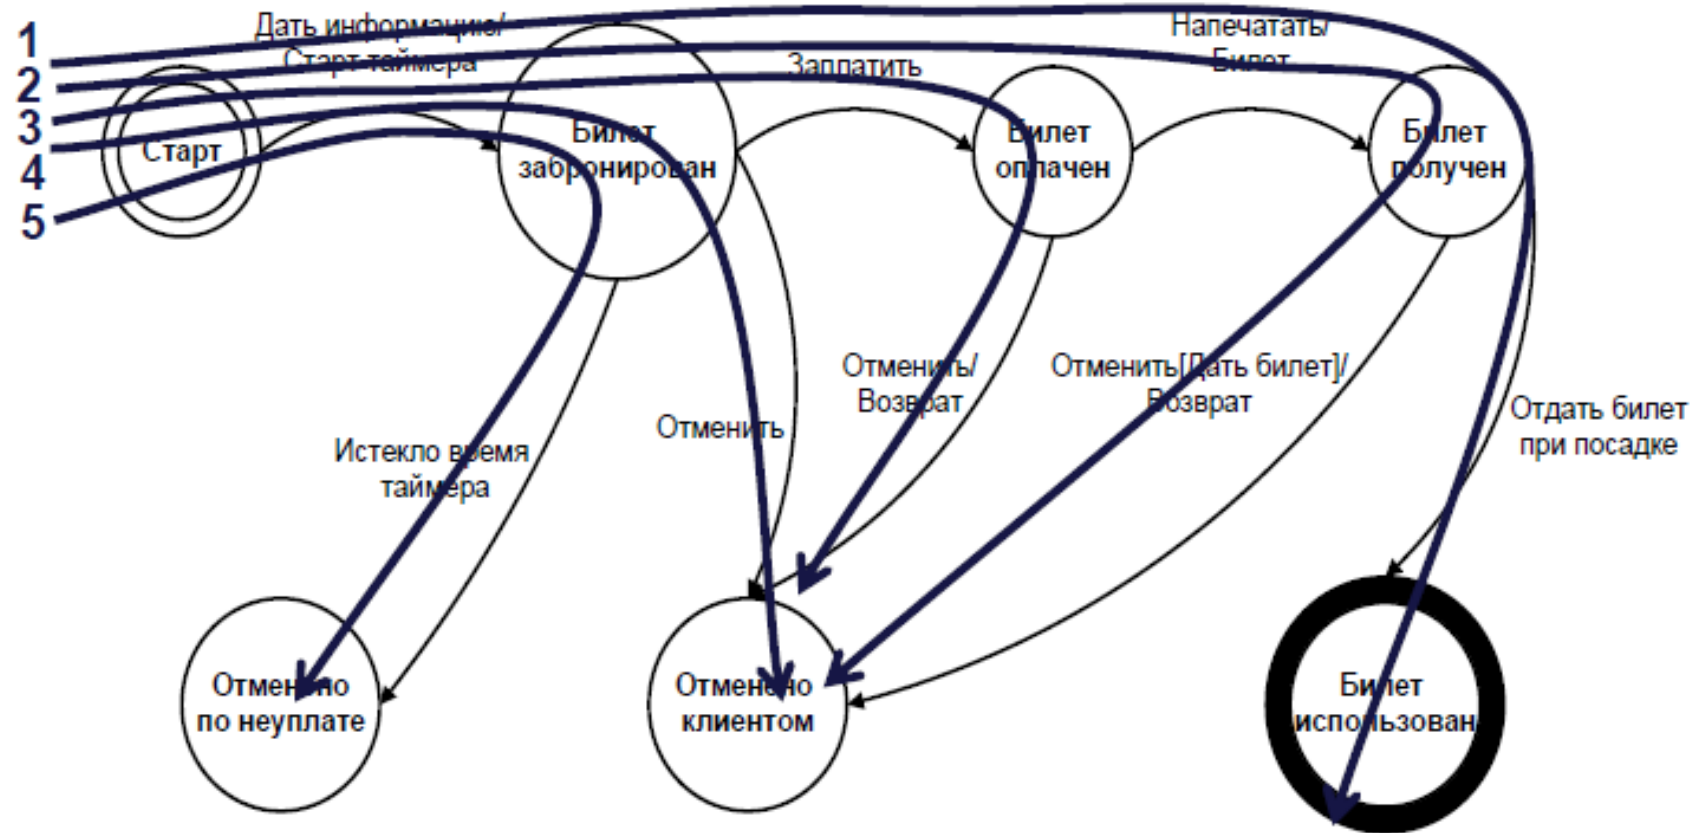 1
2
3
4
5
Дать информацию/
Старт таймера
Заплатить
Напечатать/
Билет
Старт
Билет
забронирован
Билет
оплачен
Билет
получен
Истекло время
таймера
Отменить
Отменить/
Возврат
Отменить[Дать билет]/
Возврат
Отдать билет
при посадке
Отменено
по неуплате
Отменено
клиентом
Билет
использован